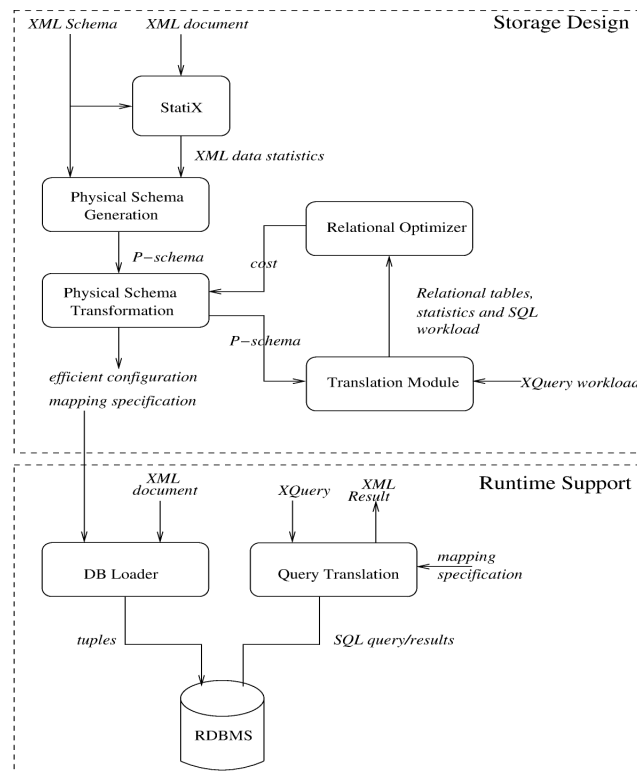 Storage Design
XML Schema
XML document
StatiX
XML data statistics
Physical Schema
Generation
Relational Optimizer
P−schema
cost
Physical Schema
Transformation
Relational tables,
statistics and SQL
workload
P−schema
efficient configuration
mapping specification
Translation Module
XQuery workload
Runtime Support
XML
document
XQuery
XML
Result
DB Loader
Query Translation
mapping
specification
tuples
SQL query/results
RDBMS